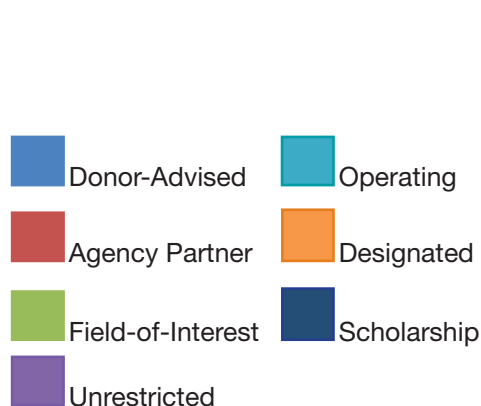 Donor-Advised
Operating
Agency Partner
Designated
Field-of-Interest
Scholarship
Unrestricted